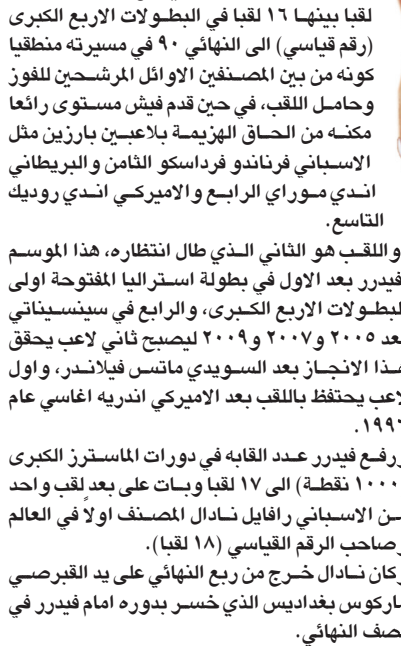 لقبا بينها ١٦ لقبا في البطولات الاربع الكبرى
(رقم قياسي) الى النهائي ٩٠ في مسيرته منطقيا
كونه من بين المصنفين الاوائل المرشحين للفوز
وحامل اللقب، في حين قدم فيش مستوى رائعا
مكنه من الحاق الهزيمة بلاعبين بارزين مثل
الاسباني فرناندو فرداسكو الثامن والبريطاني
اندي موراي الرابع والاميركي اندي روديك
التاسع.
واللقب هو الثاني الذي طال انتظاره، هذا الموسم
فيدرر بعد الاول في بطولة استراليا المفتوحة اولى
لبطولات الاربع الكبرى، والرابع في سينسيناتي
بعد ٢٠٠٥ و٢٠٠٧ و٢٠٠٩ ليصبح ثاني لاعب يحقق
هذا الانجاز بعد السويدي ماتس فيلاندر، واول
لاعب يحتفظ باللقب بعد الاميركي اندريه اغاسي عام
.١٩٩
ورفع فيدرر عدد القابه في دورات الماسترز الكبرى
١٠٠٠ نقطة) الى ١٧ لقبا وبات على بعد لقب واحد
من الاسباني رافايل نادال المصنف اولاً في العالم
وصاحب الرقم القياسي (١٨ لقبا).
وكان نادال خرج من ربع النهائي على يد القبرصي
ماركوس بغداديس الذي خسر بدوره امام فيدرر في
نصف النهائي.